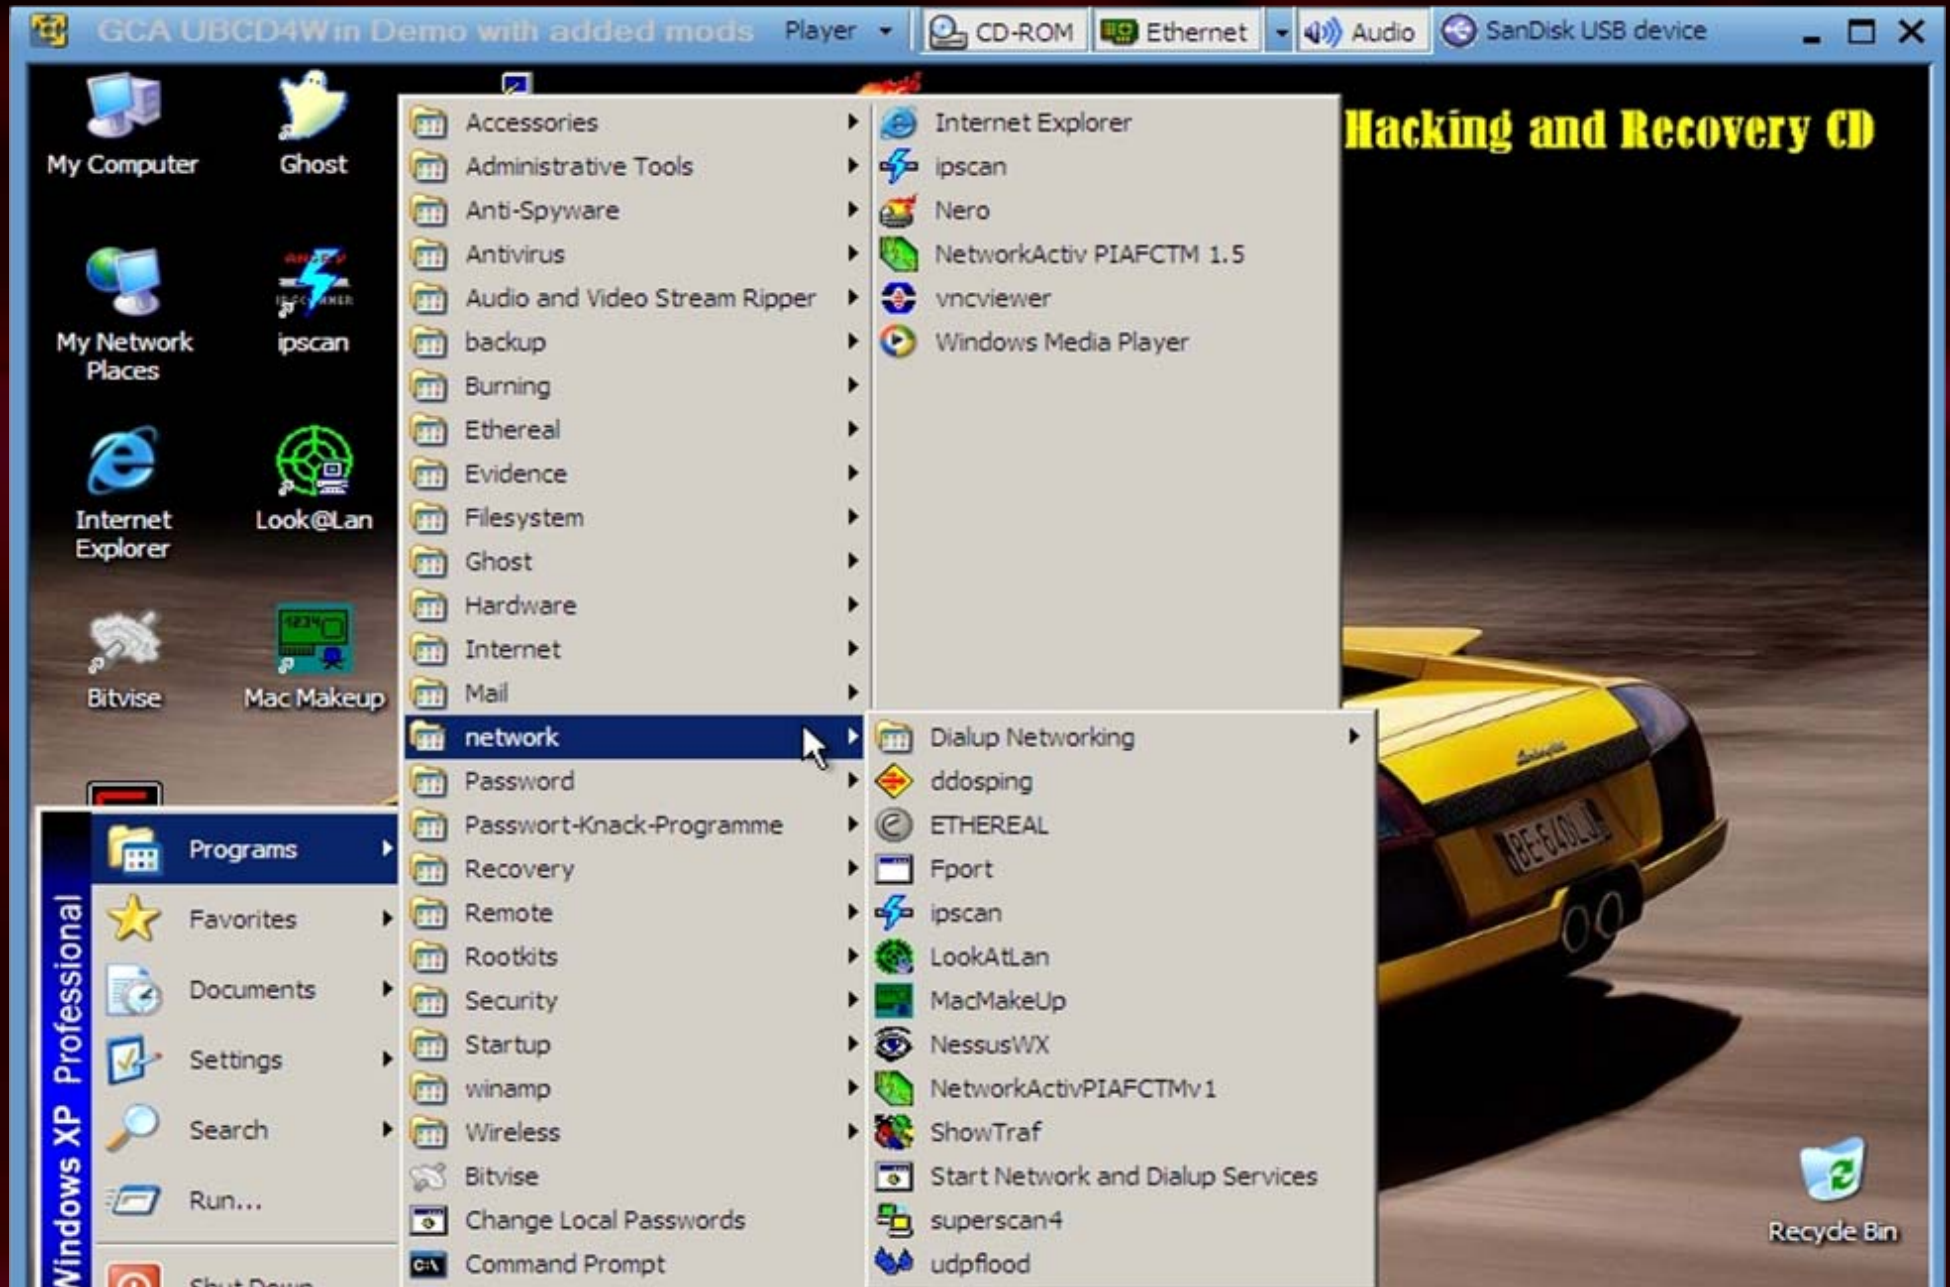 GCA UBCD4Win Demo with added mods
Player
CD-ROM
Ethernet
Audio
SanDisk USB device
Hacking and Recovery CD
My Computer
Ghost
My Network
Places
ipscan
Internet
Explorer
Look@Lan
Bitvise
Mac Makeup
Windows XP Professional
Programs
Favorites
Documents
Settings
Search
Run...
Shut Down
Accessories
Administrative Tools
Anti-Spyware
Antivirus
Audio and Video Stream Ripper
backup
Burning
Ethereal
Evidence
Filesystem
Ghost
Hardware
Internet
Mail
network
Password
Passwort-Knack-Programme
Recovery
Remote
Rootkits
Security
Startup
winamp
Wireless
Bitvise
Change Local Passwords
Command Prompt
Internet Explorer
ipscan
Nero
NetworkActiv PIAFCTM 1.5
vncviewer
Windows Media Player
Dialup Networking
ddosping
ETHEREAL
Fport
ipscan
LookAtLan
MacMakeUp
NessusWX
NetworkActivPIAFCTMv1
ShowTraf
Start Network and Dialup Services
superscan4
udpflood
Recycle Bin